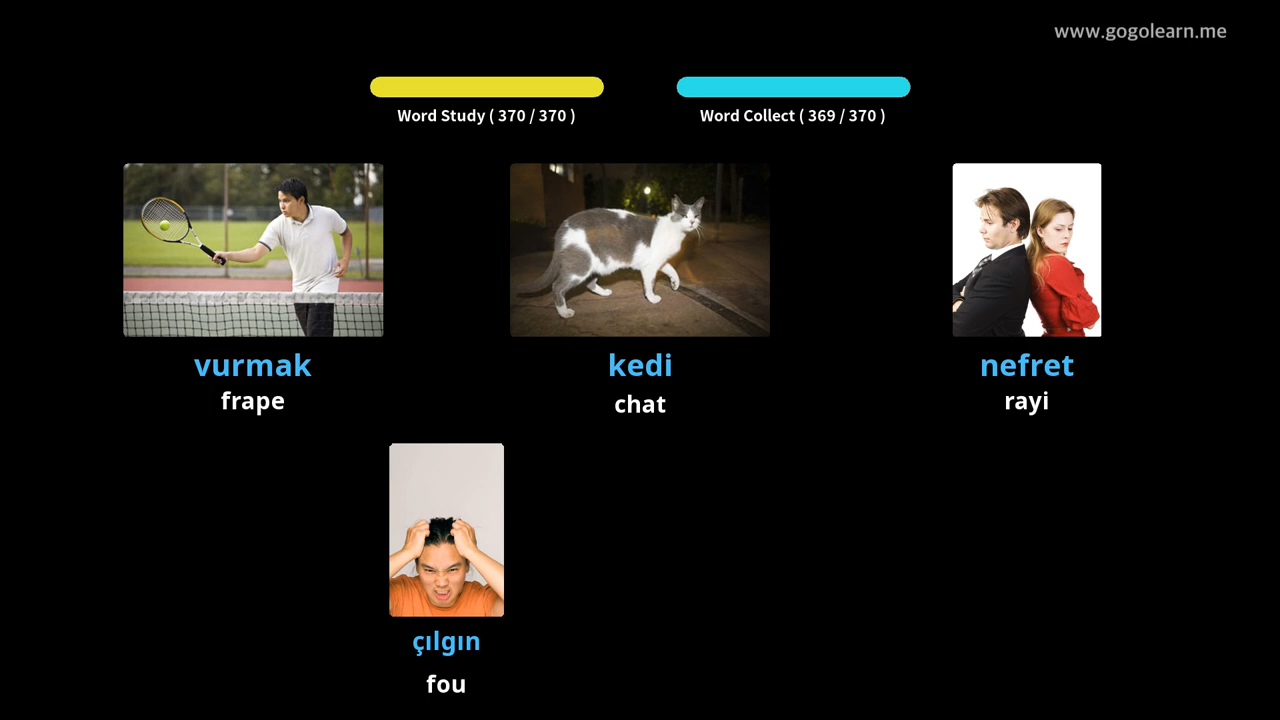 www.gogolearn.me
Word Study ( 370 / 370 )
Word Collect ( 369 / 370 )
vurmak
frape
kedi
chat
nefret
rayi
çılgın
fou